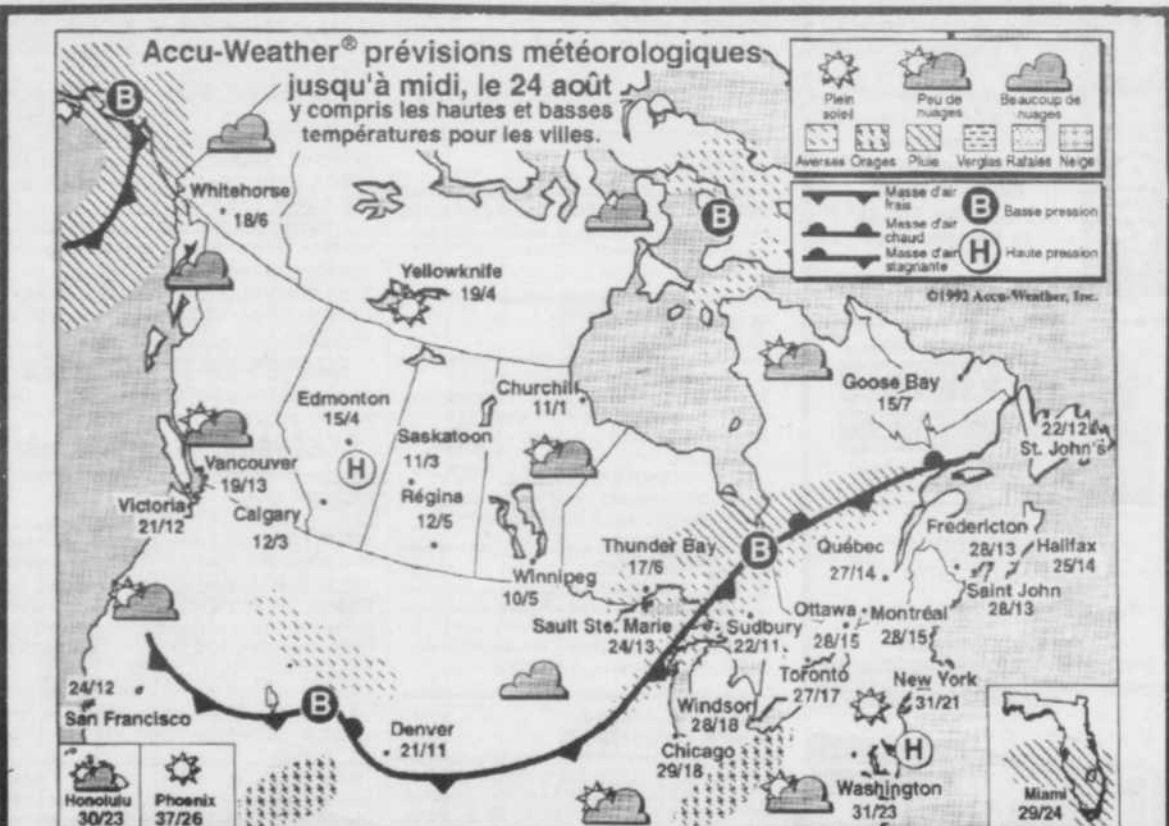 Accu-Weather® prévisions météorologiques
jusqu'à midi, le 24 août
y compris les hautes et basses
températures pour les villes.
Plein soleil
Peu de nuages
Beaucoup de nuages
Averses Orages Pluie Verglas Rafales Neige
Masse d'air frais
Masse d'air chaud
Masse d'air stagnante
B Basse pression
H Haute pression
©1992 Accu-Weather, Inc.
B
B
Whitehorse
18/6
Yellowknife
19/4
Edmonton
15/4
H
Churchill
11/1
Goose Bay
15/7
Saskatoon
11/3
22/12
St. John's
Vancouver
19/13
Victoria
21/12
Calgary
12/3
Régina
12/5
Winnipeg
10/5
Thunder Bay
17/6
B
Québec
27/14
Fredericton
28/13
Halifax
25/14
Saint John
28/13
Sault Ste. Marie
24/13
Sudbury
22/11
Ottawa
28/15
Montréal
28/15
Toronto
27/17
New York
31/21
24/12
San Francisco
B
Denver
21/11
Windsor
28/18
Chicago
29/18
H
Washington
31/23
Honolulu
30/23
Phoenix
37/26
Miami
29/24